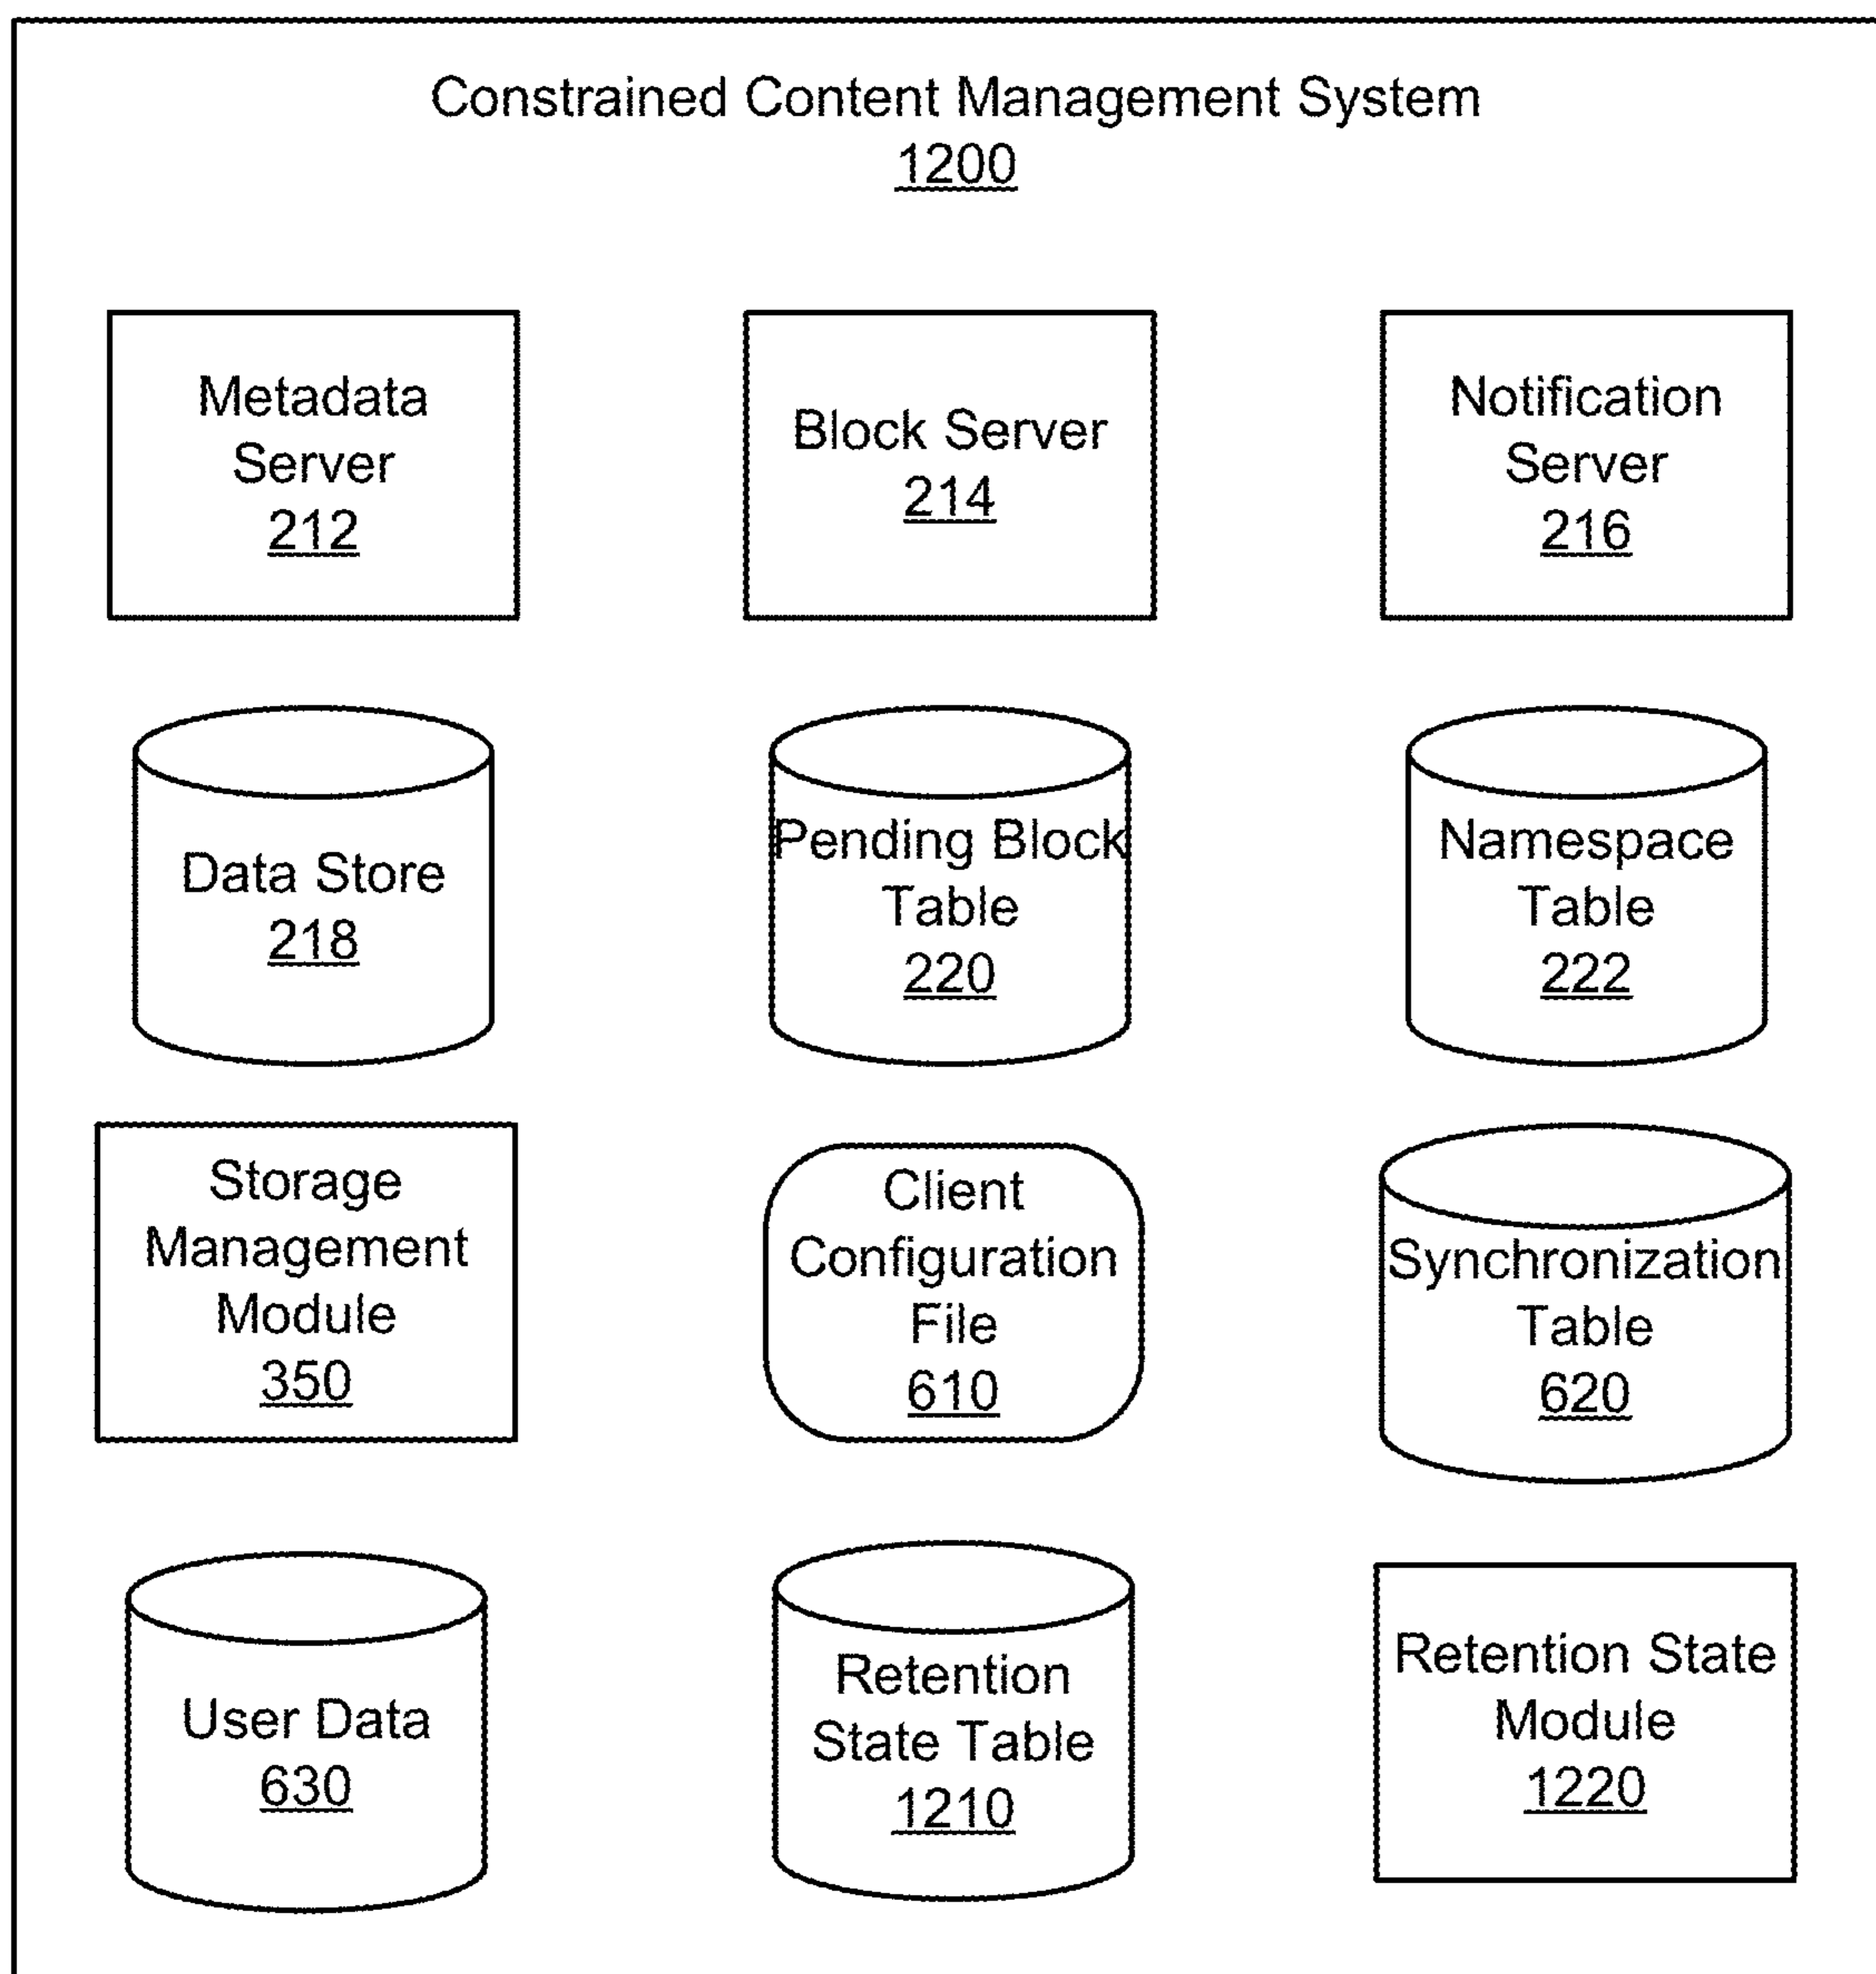 Constrained Content Management System
1200
Metadata
Server
212
Block Server
214
Notification
Server
216
Data Store
218
Pending Block
Table
220
Namespace
Table
222
Storage
Management
Module
350
Client
Configuration
File
610
Synchronization
Table
620
User Data
630
Retention
State Table
1210
Retention State
Module
1220